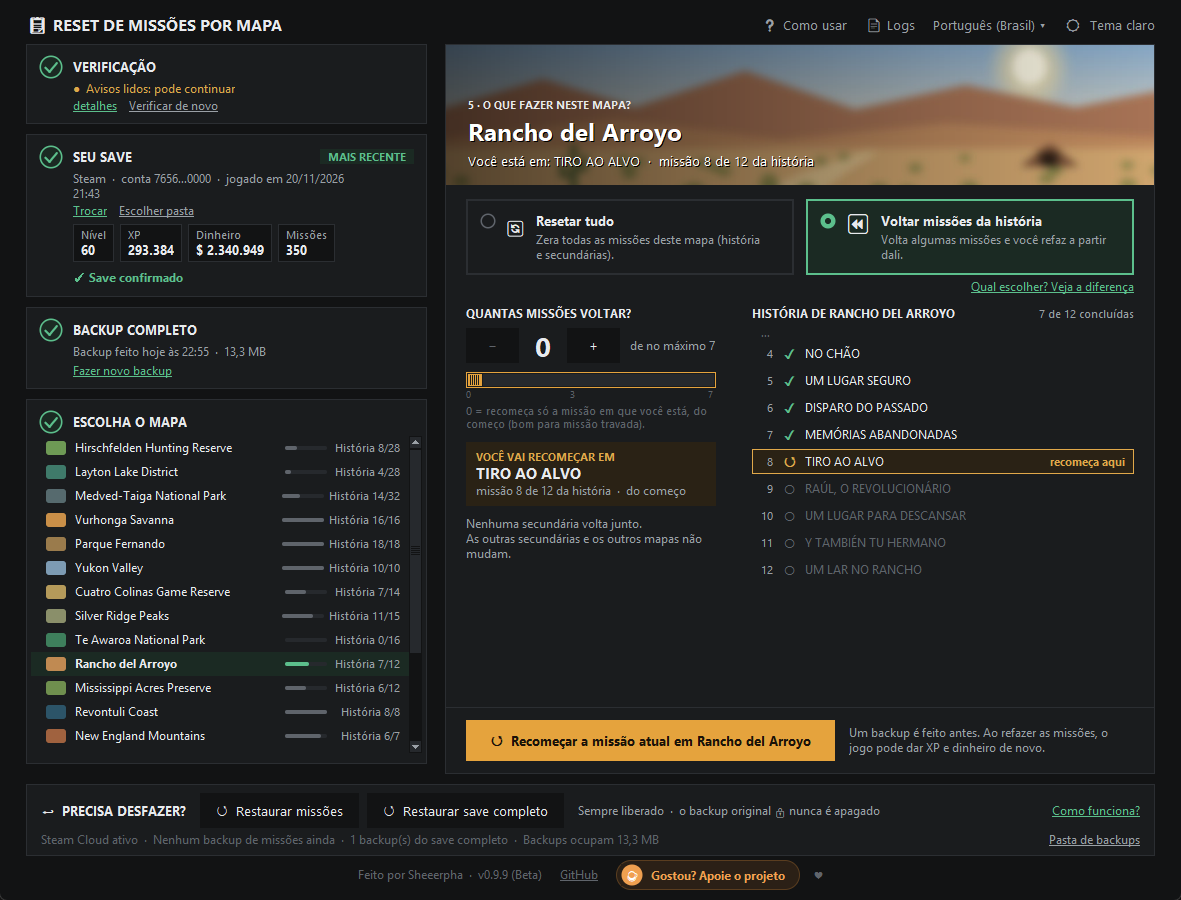 RESET DE MISSÕES POR MAPA
? Como usar
Logs
Português (Brasil) ▾
Tema claro
VERIFICAÇÃO
● Avisos lidos: pode continuar
detalhes Verificar de novo
SEU SAVE
MAIS RECENTE
Steam · conta 7656...0000 · jogado em 20/11/2026
21:43
Trocar Escolher pasta
Nível
60
XP
293.384
Dinheiro
$ 2.340.949
Missões
350
✓ Save confirmado
BACKUP COMPLETO
Backup feito hoje às 22:55 · 13,3 MB
Fazer novo backup
ESCOLHA O MAPA
Hirschfelden Hunting Reserve História 8/28
Layton Lake District História 4/28
Medved-Taiga National Park História 14/32
Vurhonga Savanna História 16/16
Parque Fernando História 18/18
Yukon Valley História 10/10
Cuatro Colinas Game Reserve História 7/14
Silver Ridge Peaks História 11/15
Te Awaroa National Park História 0/16
Rancho del Arroyo História 7/12
Mississippi Acres Preserve História 6/12
Revontuli Coast História 8/8
New England Mountains História 6/7
5 · O QUE FAZER NESTE MAPA?
Rancho del Arroyo
Você está em: TIRO AO ALVO · missão 8 de 12 da história
Resetar tudo
Zera todas as missões deste mapa (história
e secundárias).
Voltar missões da história
Volta algumas missões e você refaz a partir
dali.
Qual escolher? Veja a diferença
QUANTAS MISSÕES VOLTAR?
− 0 + de no máximo 7
0 3 7
0 = recomeça só a missão em que você está, do
começo (bom para missão travada).
VOCÊ VAI RECOMEÇAR EM
TIRO AO ALVO
missão 8 de 12 da história · do começo
Nenhuma secundária volta junto.
As outras secundárias e os outros mapas não
mudam.
HISTÓRIA DE RANCHO DEL ARROYO 7 de 12 concluídas
...
4 ✓ NO CHÃO
5 ✓ UM LUGAR SEGURO
6 ✓ DISPARO DO PASSADO
7 ✓ MEMÓRIAS ABANDONADAS
8 TIRO AO ALVO recomeça aqui
9 RAÚL, O REVOLUCIONÁRIO
10 UM LUGAR PARA DESCANSAR
11 Y TAMBIÉN TU HERMANO
12 UM LAR NO RANCHO
Recomeçar a missão atual em Rancho del Arroyo
Um backup é feito antes. Ao refazer as missões, o
jogo pode dar XP e dinheiro de novo.
PRECISA DESFAZER?
Restaurar missões
Restaurar save completo
Sempre liberado · o backup original nunca é apagado
Como funciona?
Steam Cloud ativo · Nenhum backup de missões ainda · 1 backup(s) do save completo · Backups ocupam 13,3 MB
Pasta de backups
Feito por Sheeerpha · v0.9.9 (Beta) GitHub
Gostou? Apoie o projeto ♥